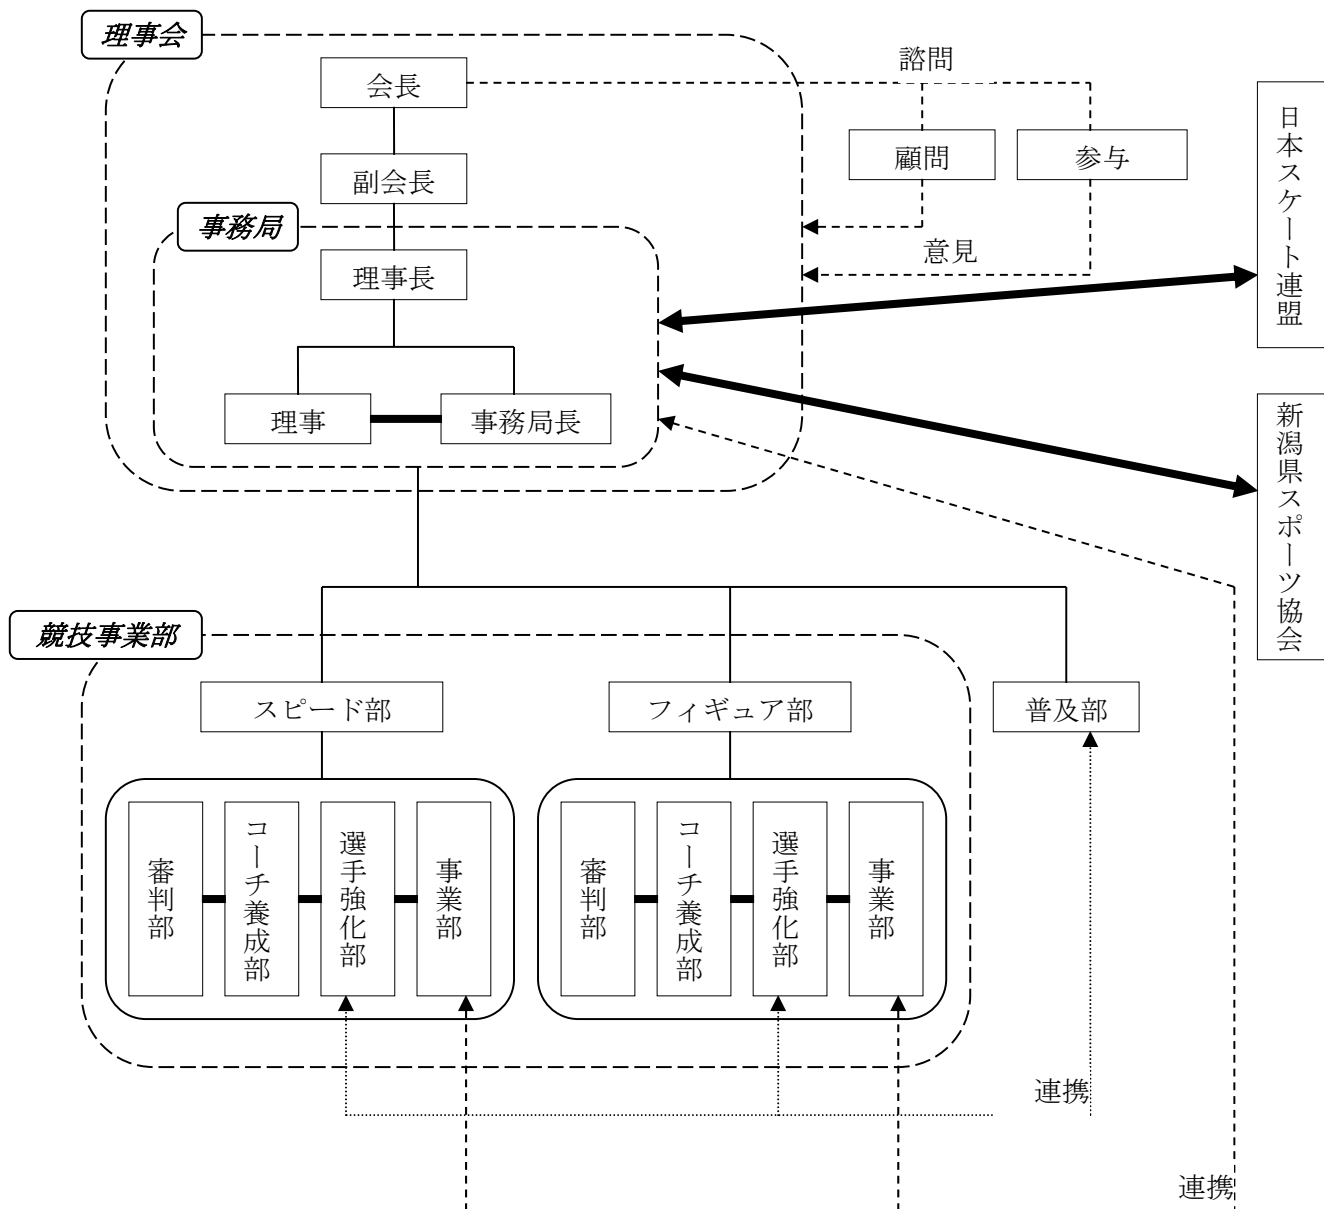 理事会
会長
諮問
副会長
顧問
参与
日本スケート連盟
事務局
理事長
意見
理事
事務局長
新潟県スポーツ協会
競技事業部
スピード部
フィギュア部
普及部
審判部
コーチ養成部
選手強化部
事業部
審判部
コーチ養成部
選手強化部
事業部
連携
連携